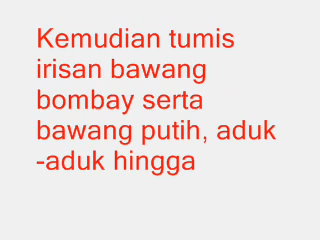 Kemudian tumis
irisan bawang
bombay serta
bawang putih, aduk
-aduk hingga